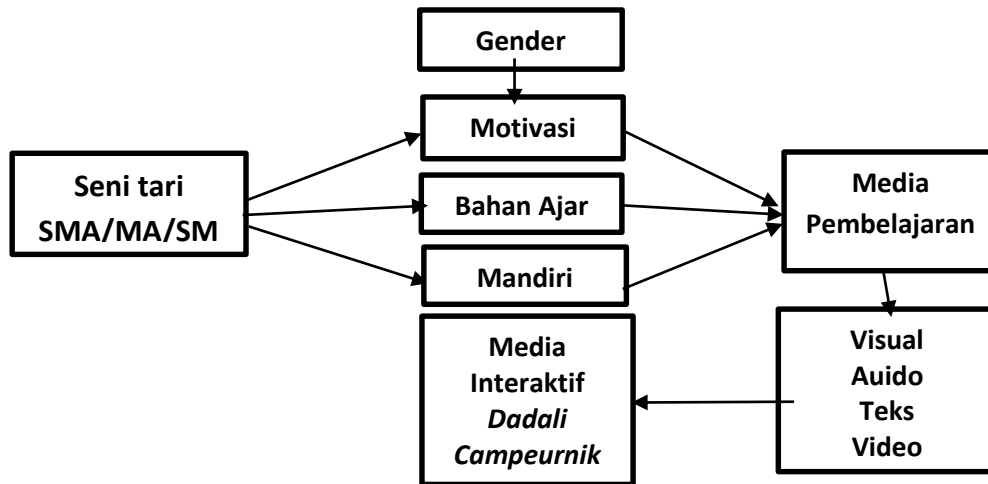 Gender
Motivasi
Seni tari
SMA/MA/SM
Bahan Ajar
Mandiri
Media
Pembelajaran
Visual
Auido
Teks
Video
Media
Interaktif
Dadali
Campeurnik